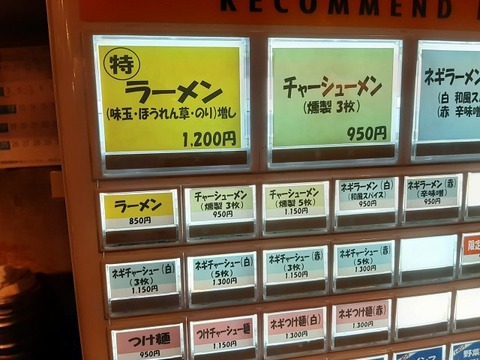 RECOMMEND
特
ラーメン
(味玉・ほうれん草・のり)増し
1,200円
チャーシューメン
(燻製 3枚)
950円
ネギラーメン
(白 和風ス
(赤 辛味噌
ラーメン
850円
チャーシューメン
(燻製 3枚)
950円
チャーシューメン
(燻製 5枚)
1,150円
ネギラーメン(白)
(和風スパイス)
950円
ネギラーメン(赤)
(辛味噌)
950円
ネギチャーシュー(白)
(3枚)
1,150円
ネギチャーシュー(白)
(5枚)
1,300円
ネギチャーシュー(赤)
(3枚)
1,150円
ネギチャーシュー(赤)
(5枚)
1,300円
限定
つけ麺
950円
つけチャーシュー麺
1,150円
ネギつけ麺(白)
1,300円
ネギつけ麺(赤)
1,300円
野菜